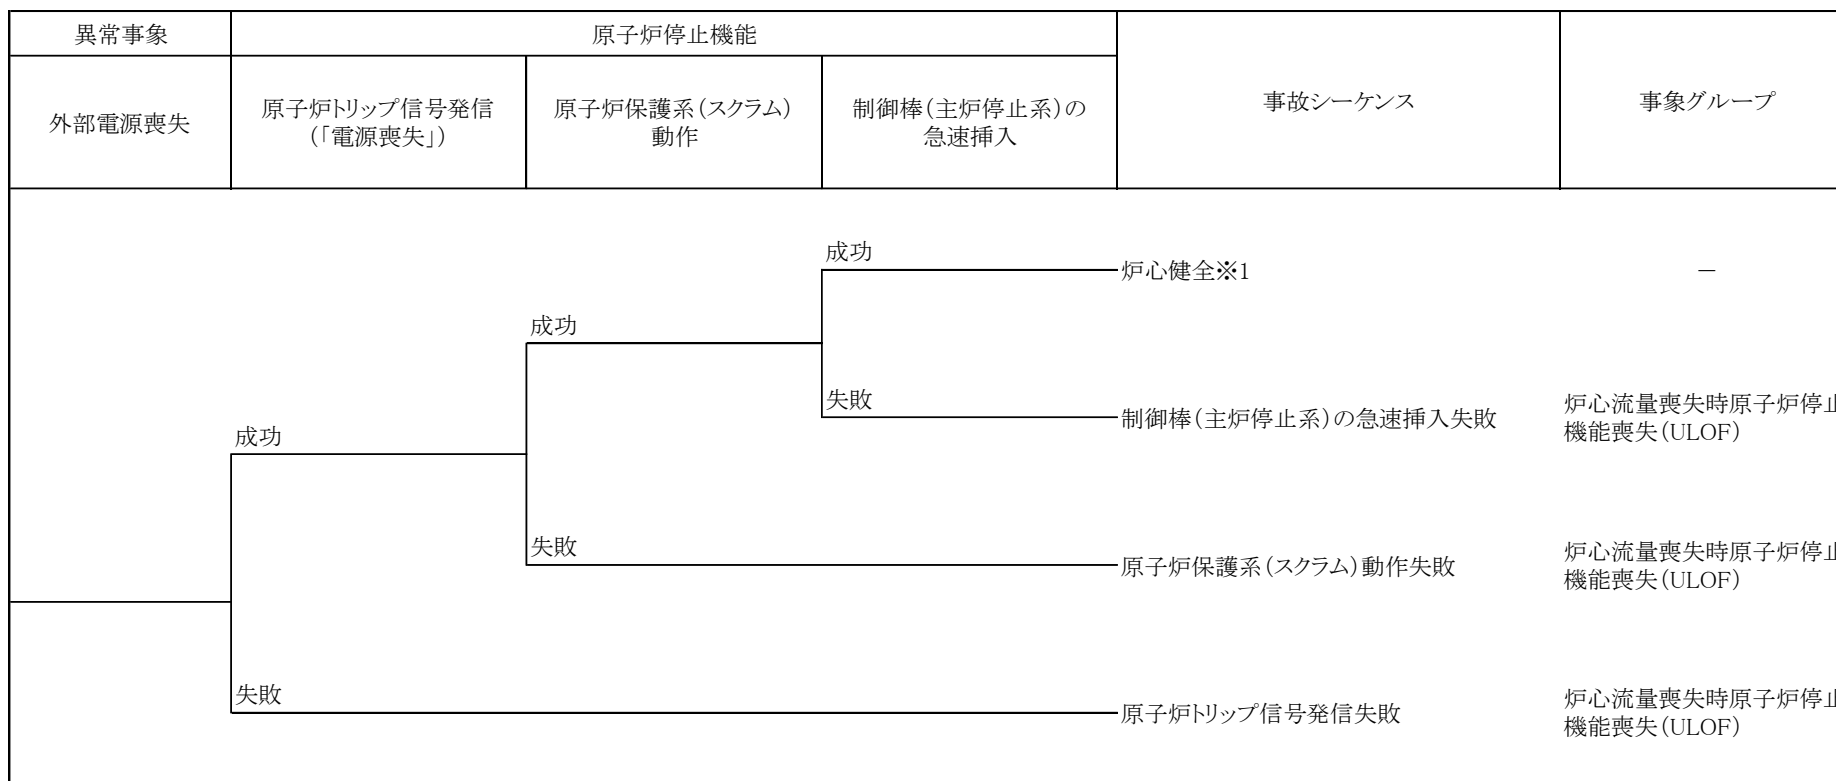 異常事象
原子炉停止機能
外部電源喪失
原子炉トリップ信号発信
(「電源喪失」)
原子炉保護系(スクラム)
動作
制御棒(主炉停止系)の
急速挿入
事故シーケンス
事象グループ
成功
炉心健全※1
－
成功
失敗
制御棒(主炉停止系)の急速挿入失敗
炉心流量喪失時原子炉停止
機能喪失(ULOF)
成功
失敗
原子炉保護系(スクラム)動作失敗
炉心流量喪失時原子炉停止
機能喪失(ULOF)
失敗
原子炉トリップ信号発信失敗
炉心流量喪失時原子炉停止
機能喪失(ULOF)